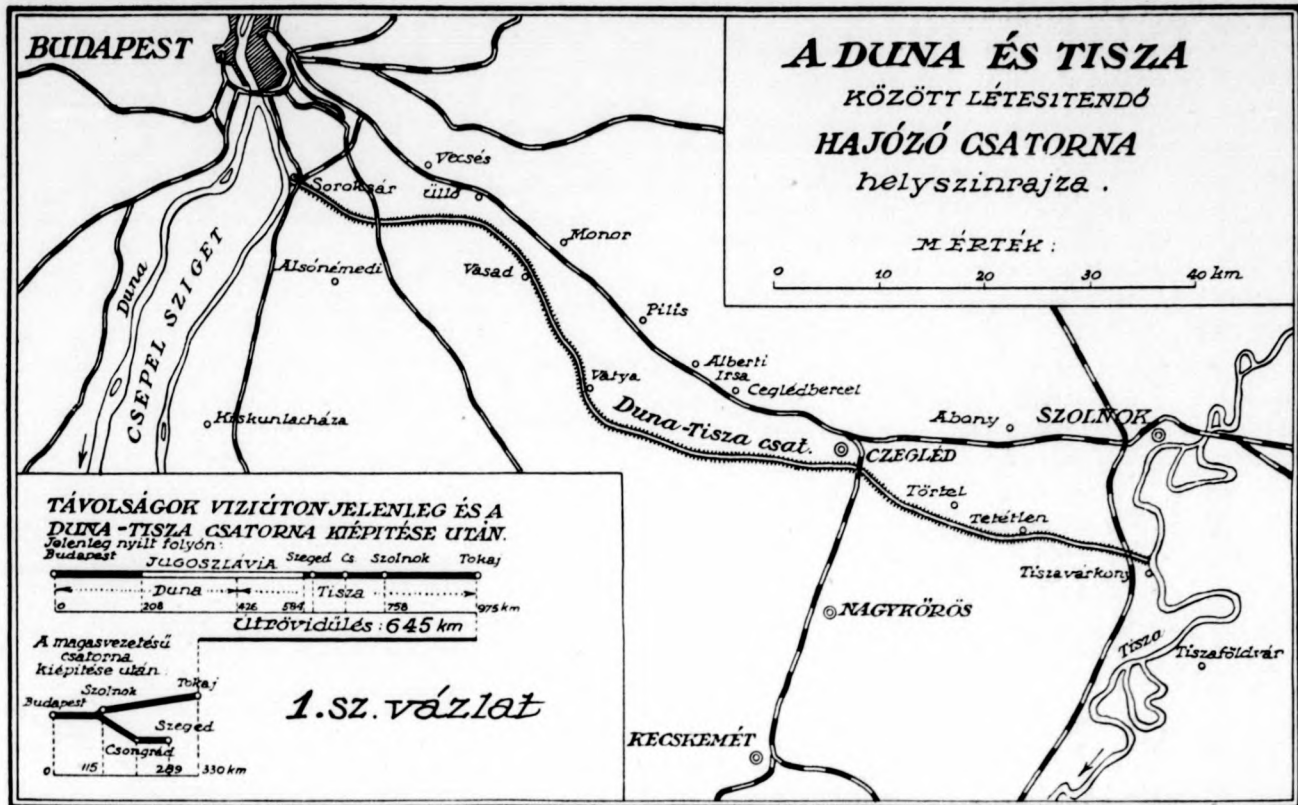 BUDAPEST
A DUNA ÉS TISZA
KÖZÖTT LÉTESITENDŐ
HAJÓZÓ CSATORNA
helyszinrajza.
MÉRTÉK:
0 10 20 30 40 km
Vecsés
Üllő
Soroksár
Monor
Vasad
Alsónémedi
Duna
CSEPEL SZIGET
Pilis
Alberti
Irsa
Ceglédbercel
Vatya
Kiskunlacháza
Duna-Tisza csat.
Abony
SZOLNOK
CZEGLÉD
Törtel
Tetétlen
Tiszavárkony
NAGYKŐRÖS
Tisza
Tiszaföldvár
KECSKEMÉT
TÁVOLSÁGOK VIZIÚTON JELENLEG ÉS A
DUNA-TISZA CSATORNA KIÉPITÉSE UTÁN.
Jelenleg nyilt folyón:
Budapest JUGOSZLÁVIA Szeged Cs Szolnok Tokaj
Duna Tisza
0 208 426 584 758 975 km
Útrövidülés: 645 km
A magasvezetésű
csatorna
kiépitése után:
Szolnok Tokaj
Budapest
Szeged
Csongrád
0 115 289 330 km
1. sz. vázlat